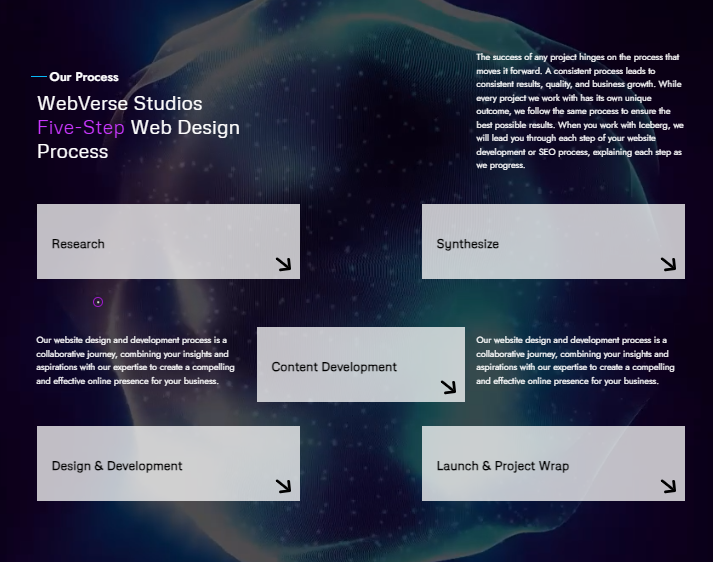 Our Process
WebVerse Studios
Five-Step Web Design
Process
The success of any project hinges on the process that
moves it forward. A consistent process leads to
consistent results, quality, and business growth. While
every project we work with has its own unique
outcome, we follow the same process to ensure the
best possible results. When you work with Iceberg, we
will lead you through each step of your website
development or SEO process, explaining each step as
we progress.
Research
Synthesize
Our website design and development process is a
collaborative journey, combining your insights and
aspirations with our expertise to create a compelling
and effective online presence for your business.
Content Development
Our website design and development process is a
collaborative journey, combining your insights and
aspirations with our expertise to create a compelling
and effective online presence for your business.
Design & Development
Launch & Project Wrap